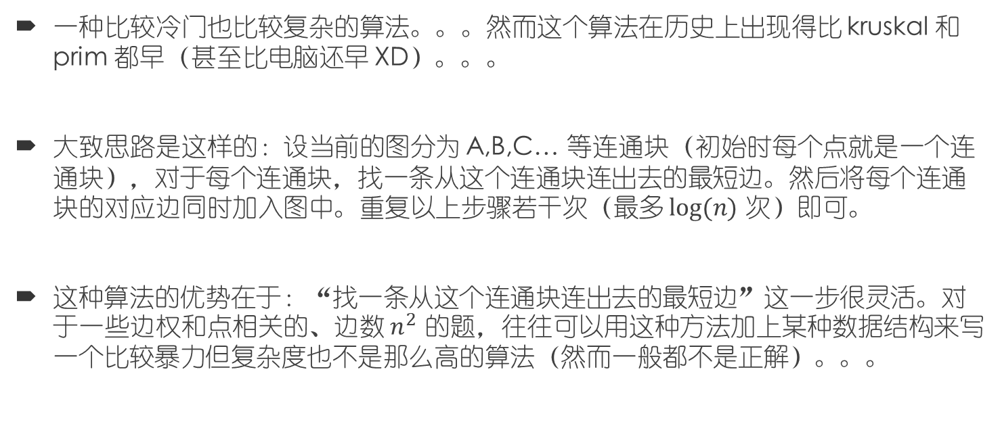 一种比较冷门也比较复杂的算法。。。然而这个算法在历史上出现得比 kruskal 和
prim 都早（甚至比电脑还早 XD）。。。
大致思路是这样的：设当前的图分为 A,B,C… 等连通块（初始时每个点就是一个连
通块），对于每个连通块，找一条从这个连通块连出去的最短边。然后将每个连通
块的对应边同时加入图中。重复以上步骤若干次（最多 log(n) 次）即可。
这种算法的优势在于：“找一条从这个连通块连出去的最短边”这一步很灵活。对
于一些边权和点相关的、边数 n² 的题，往往可以用这种方法加上某种数据结构来写
一个比较暴力但复杂度也不是那么高的算法（然而一般都不是正解）。。。